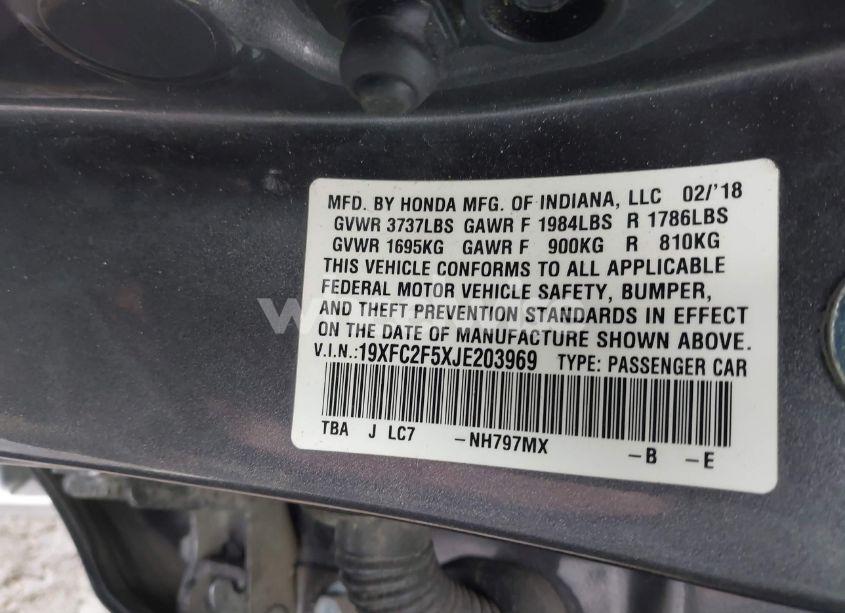 MFD. BY HONDA MFG. OF INDIANA, LLC 02/'18
GVWR 3737LBS GAWR F 1984LBS R 1786LBS
GVWR 1695KG GAWR F 900KG R 810KG
THIS VEHICLE CONFORMS TO ALL APPLICABLE
FEDERAL MOTOR VEHICLE SAFETY, BUMPER,
AND THEFT PREVENTION STANDARDS IN EFFECT
ON THE DATE OF MANUFACTURE SHOWN ABOVE.
V.I.N.:19XFC2F5XJE203969 TYPE: PASSENGER CAR
TBA J LC7 -NH797MX -B -E